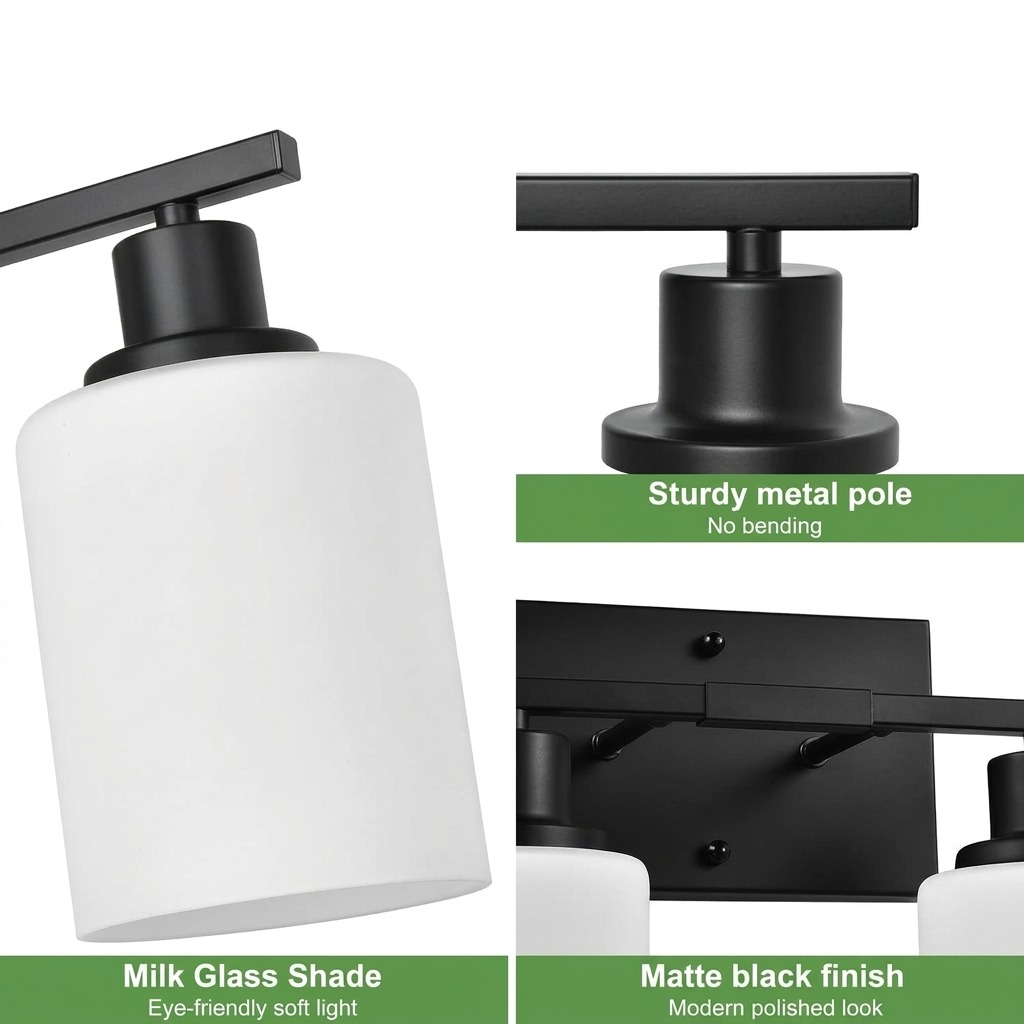 Sturdy metal pole
No bending
Milk Glass Shade
Eye-friendly soft light
Matte black finish
Modern polished look